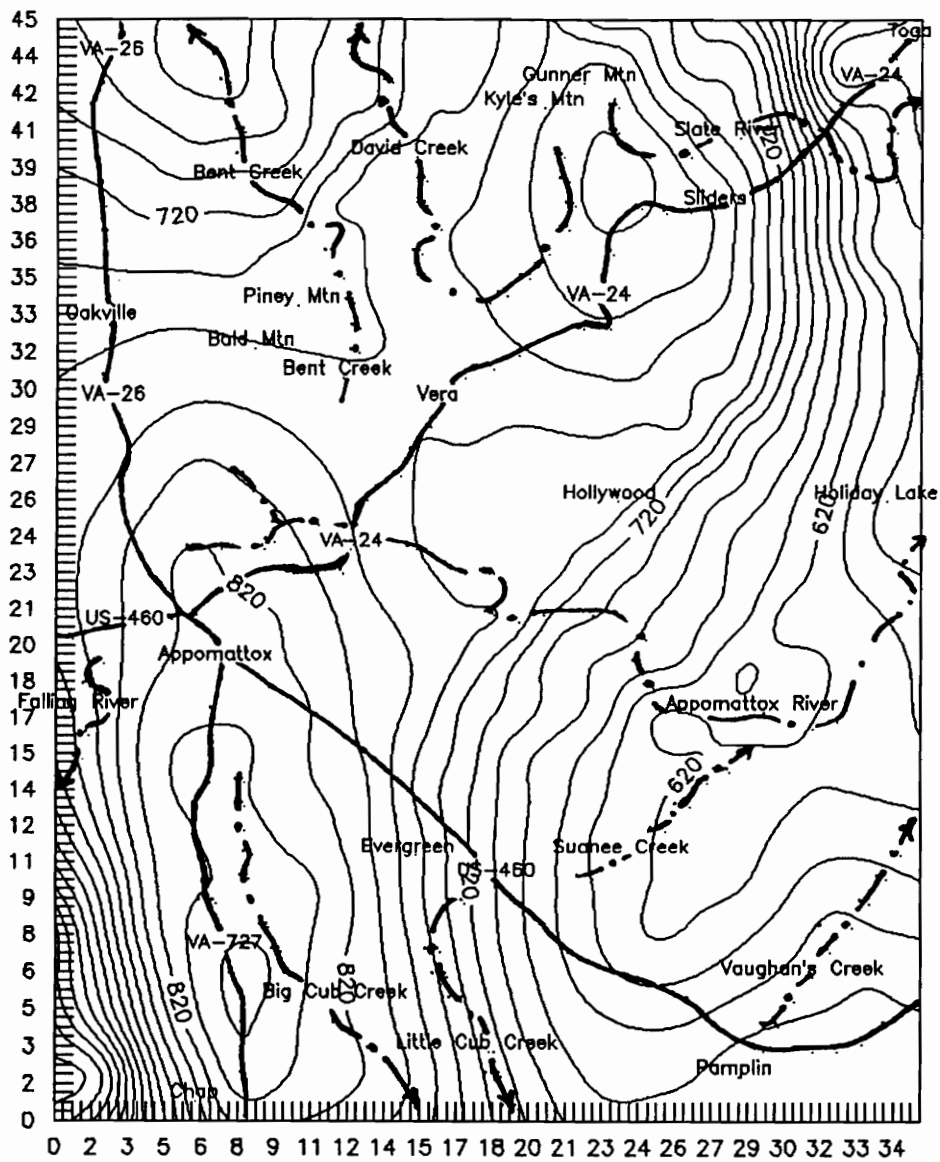 45
Toga
VA-26
44
VA-24
Gunner Mtn
42
Kyle's Mtn
41
Slate River
720
David Creek
39
Bent Creek
38
Sliders
720
36
35
Piney Mtn
VA-24
33
Oakville
Bald Mtn
32
Bent Creek
30
VA-26
Vera
29
27
26
Hollywood
Holiday Lake
720
620
24
VA-24
23
820
21
US-460
20
Appomattox
18
Falling River
Appomattox River
17
15
620
14
12
Evergreen
Suanee Creek
11
US-460
720
9
8
VA-727
6
Vaughan's Creek
Big Cub Creek
820
820
5
Little Cub Creek
3
Pamplin
2
Chap
0
0 2 3 5 6 8 9 11 12 14 15 17 18 19 21 23 24 26 27 29 30 32 33 34